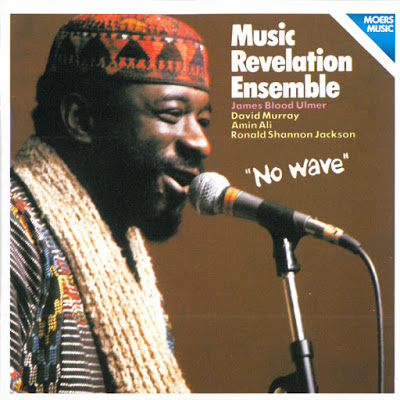 MOERS
MUSIC
Music
Revelation
Ensemble
James Blood Ulmer
David Murray
Amin Ali
Ronald Shannon Jackson
"No Wave"